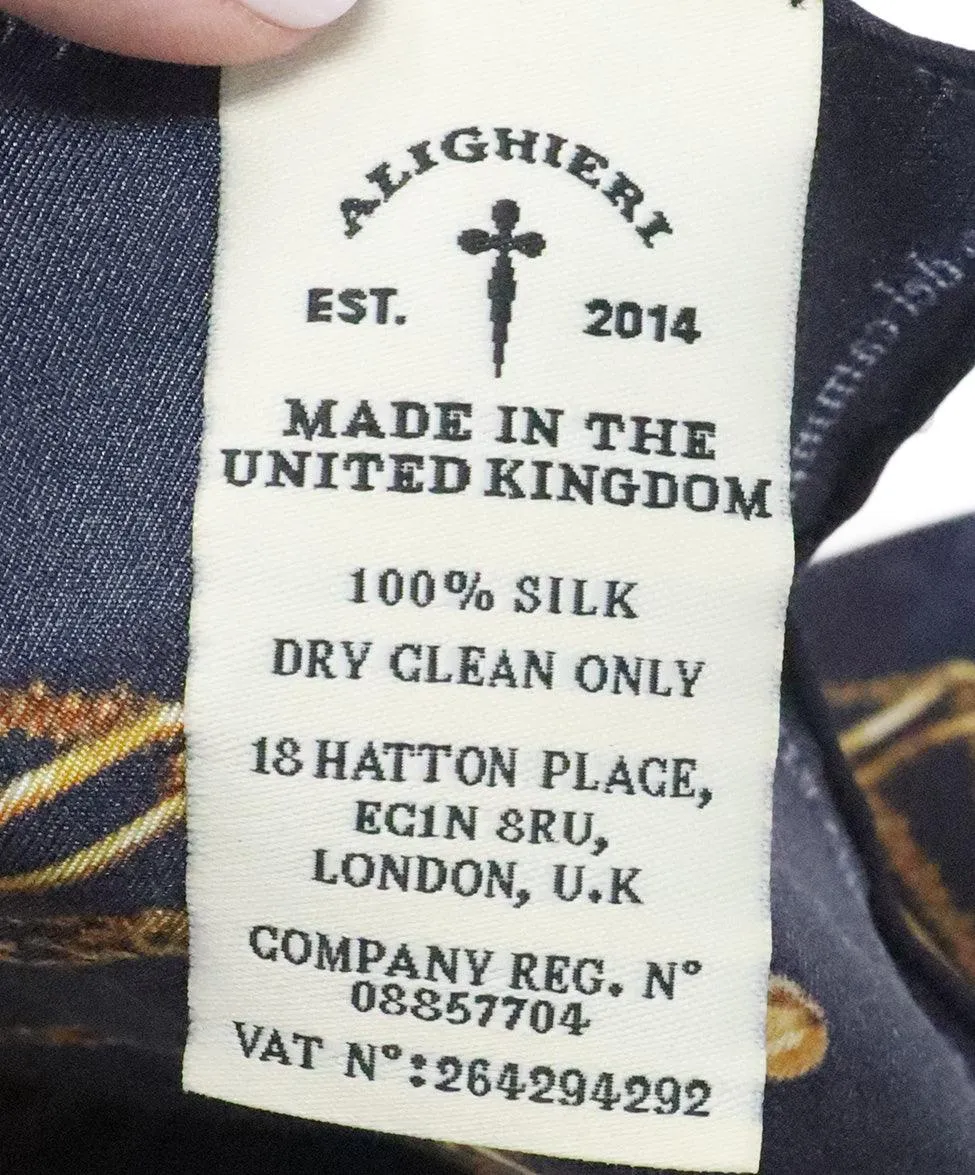 ALIGHIERI
EST. 2014
MADE IN THE
UNITED KINGDOM
100% SILK
DRY CLEAN ONLY
18 HATTON PLACE,
EC1N 8RU,
LONDON, U.K
COMPANY REG. N°
08857704
VAT N°:264294292